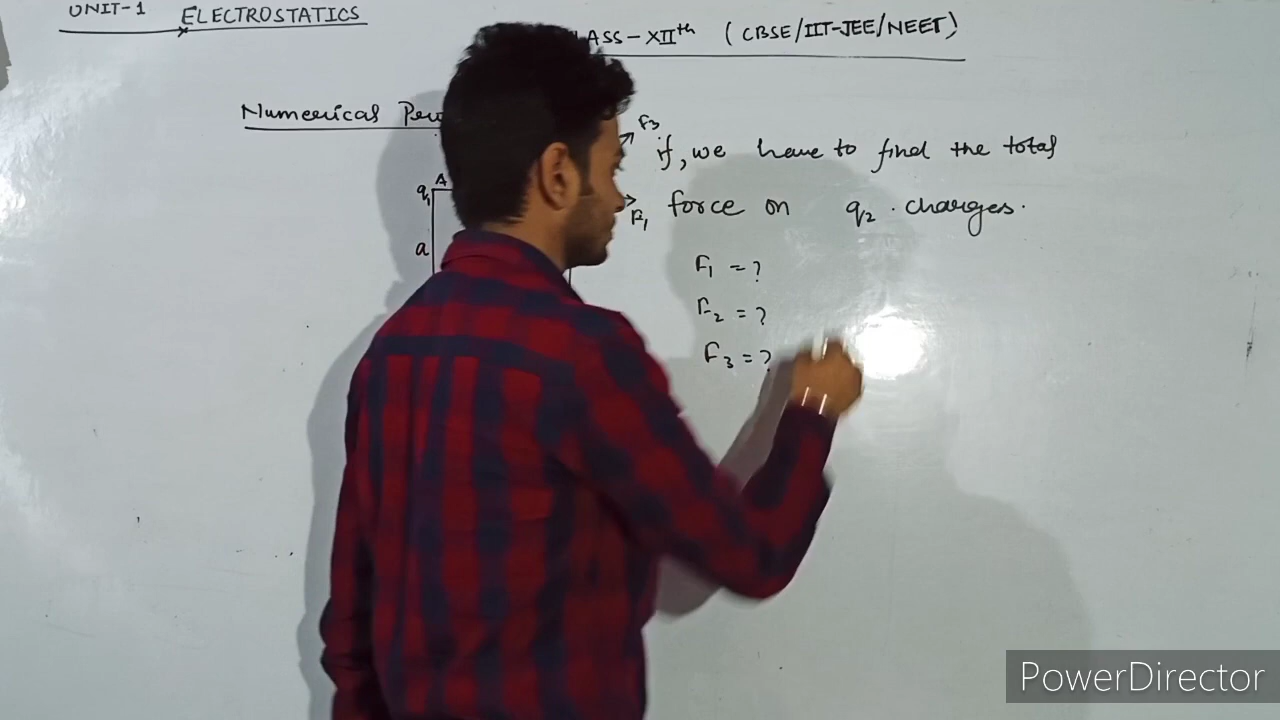 UNIT-1 ELECTROSTATICS
LASS-XIIth (CBSE/IIT-JEE/NEET)
Numerical
F3
if, we have to find the total
q1 A
F1 force on q2 charges.
a
F1 = ?
F2 = ?
F3 = ?
PowerDirector